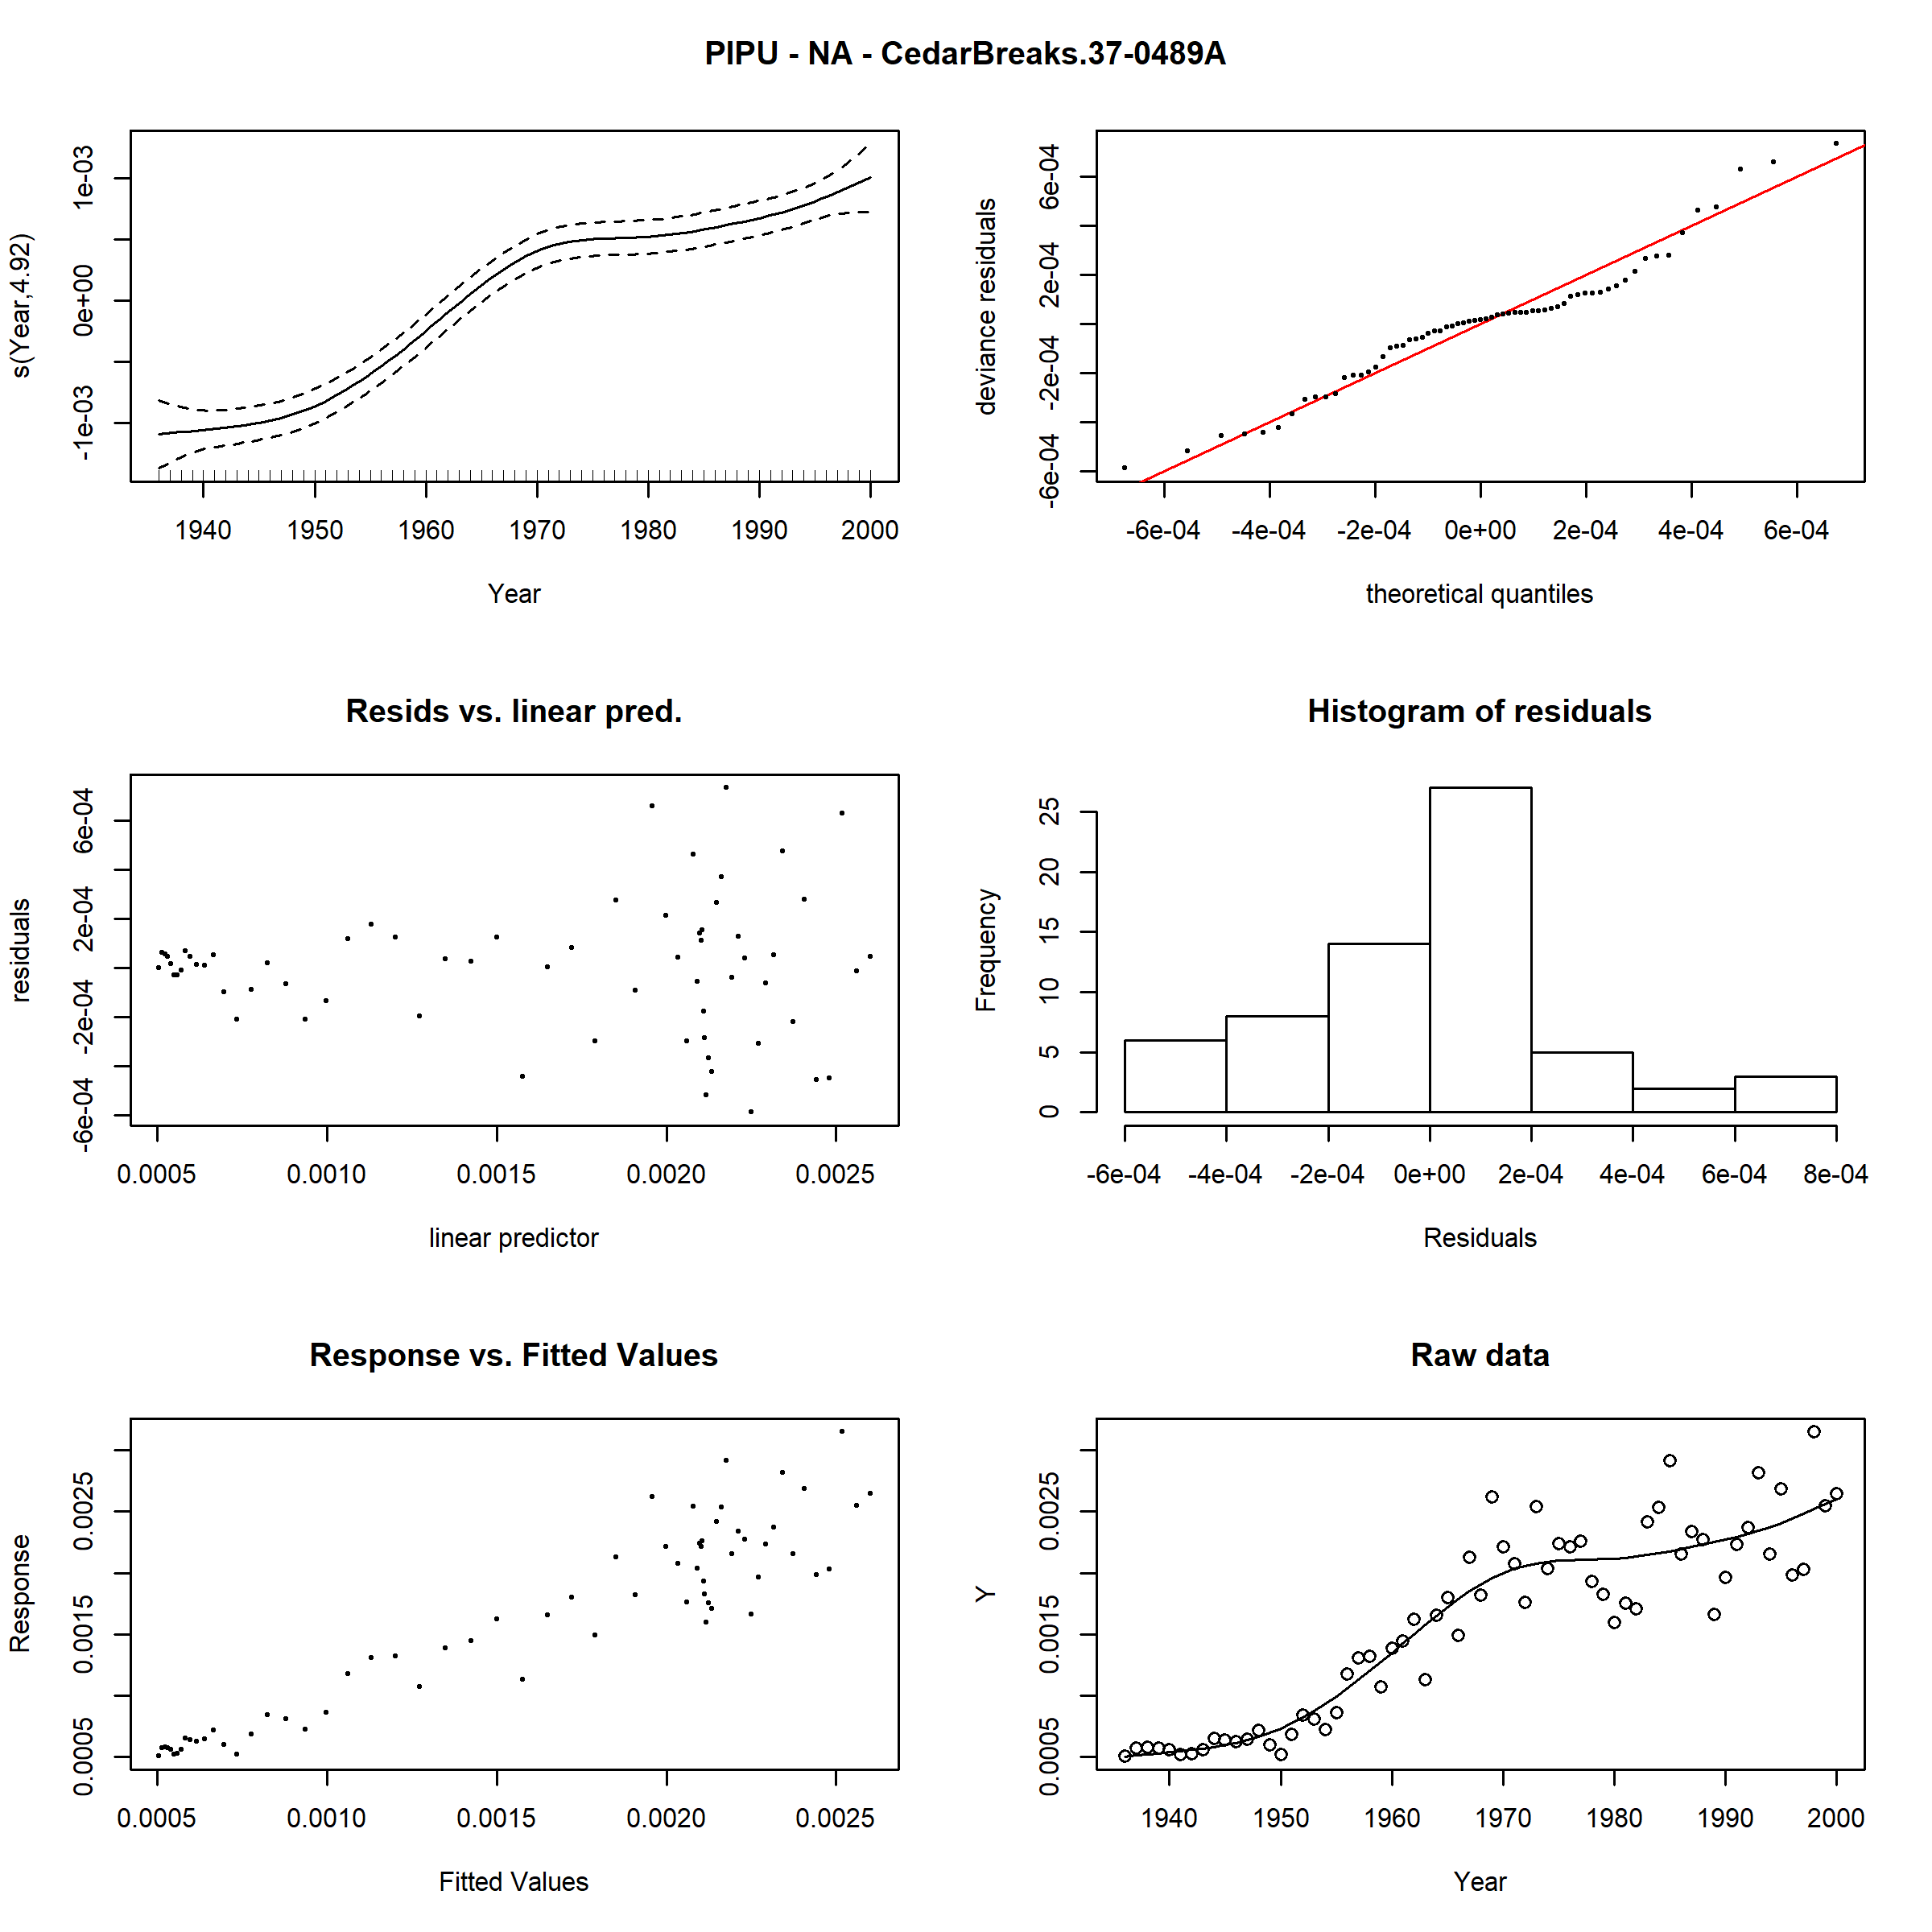 PIPU - NA - CedarBreaks.37-0489A
s(Year,4.92)
-1e-03 0e+00 1e-03
1940 1950 1960 1970 1980 1990 2000
Year
deviance residuals
-6e-04 -2e-04 2e-04 6e-04
-6e-04 -4e-04 -2e-04 0e+00 2e-04 4e-04 6e-04
theoretical quantiles
Resids vs. linear pred.
residuals
-6e-04 -2e-04 2e-04 6e-04
0.0005 0.0010 0.0015 0.0020 0.0025
linear predictor
Histogram of residuals
Frequency
0 5 10 15 20 25
-6e-04 -4e-04 -2e-04 0e+00 2e-04 4e-04 6e-04 8e-04
Residuals
Response vs. Fitted Values
Response
0.0005 0.0015 0.0025
0.0005 0.0010 0.0015 0.0020 0.0025
Fitted Values
Raw data
Y
0.0005 0.0015 0.0025
1940 1950 1960 1970 1980 1990 2000
Year